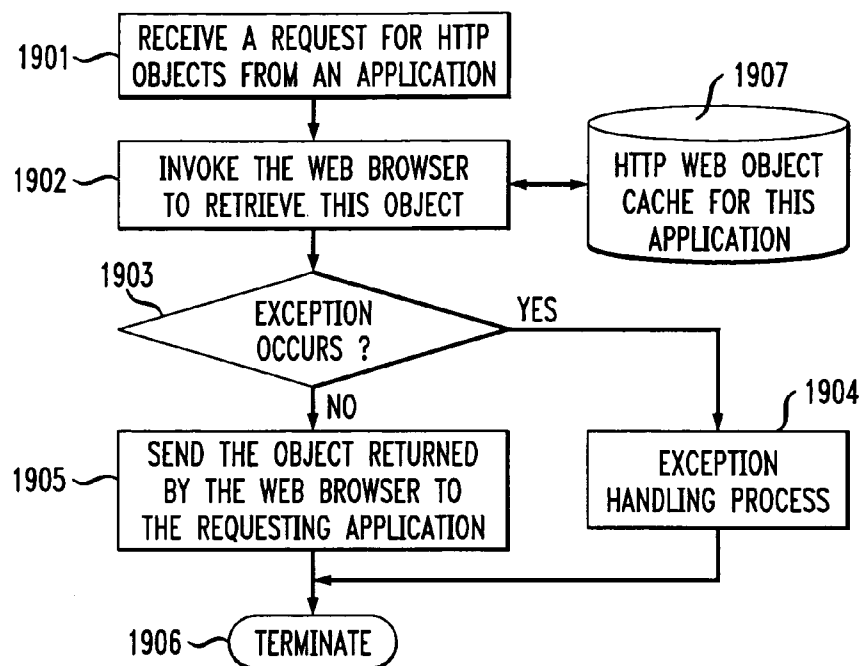 1901
RECEIVE A REQUEST FOR HTTP
OBJECTS FROM AN APPLICATION
1907
1902
INVOKE THE WEB BROWSER
TO RETRIEVE THIS OBJECT
HTTP WEB OBJECT
CACHE FOR THIS
APPLICATION
1903
EXCEPTION
OCCURS ?
YES
NO
1904
1905
SEND THE OBJECT RETURNED
BY THE WEB BROWSER TO
THE REQUESTING APPLICATION
EXCEPTION
HANDLING PROCESS
1906
TERMINATE